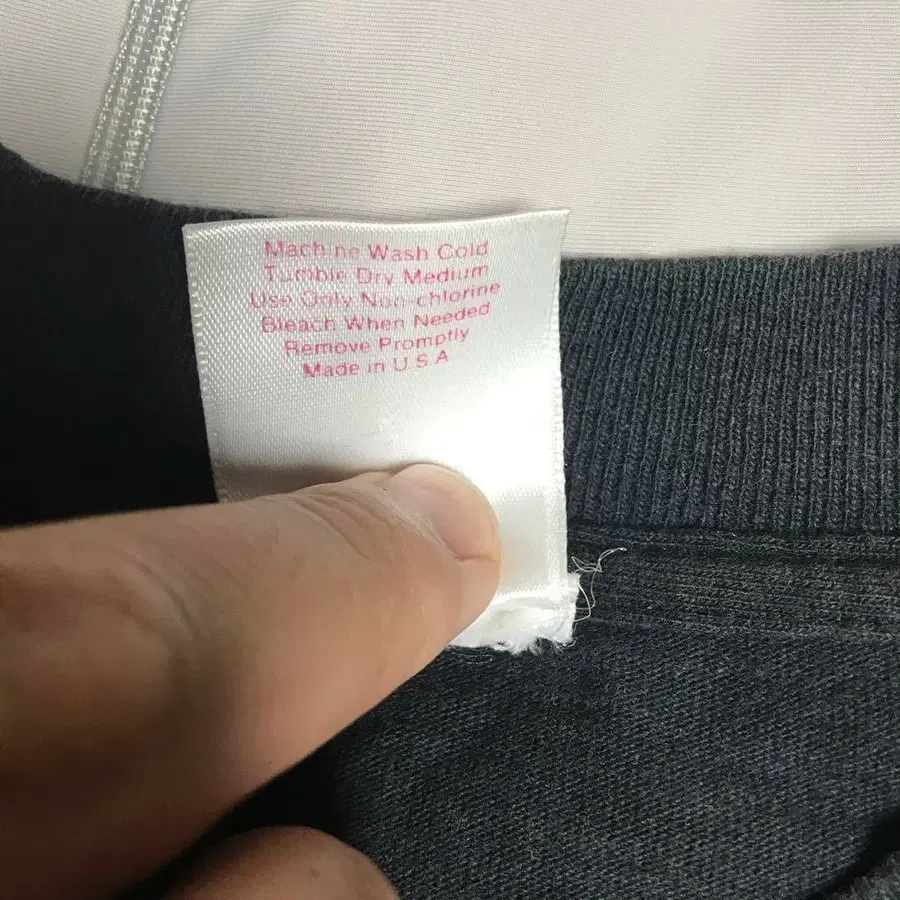 Machine Wash Cold
Tumble Dry Medium
Use Only Non-chlorine
Bleach When Needed
Remove Promptly
Made in U S A